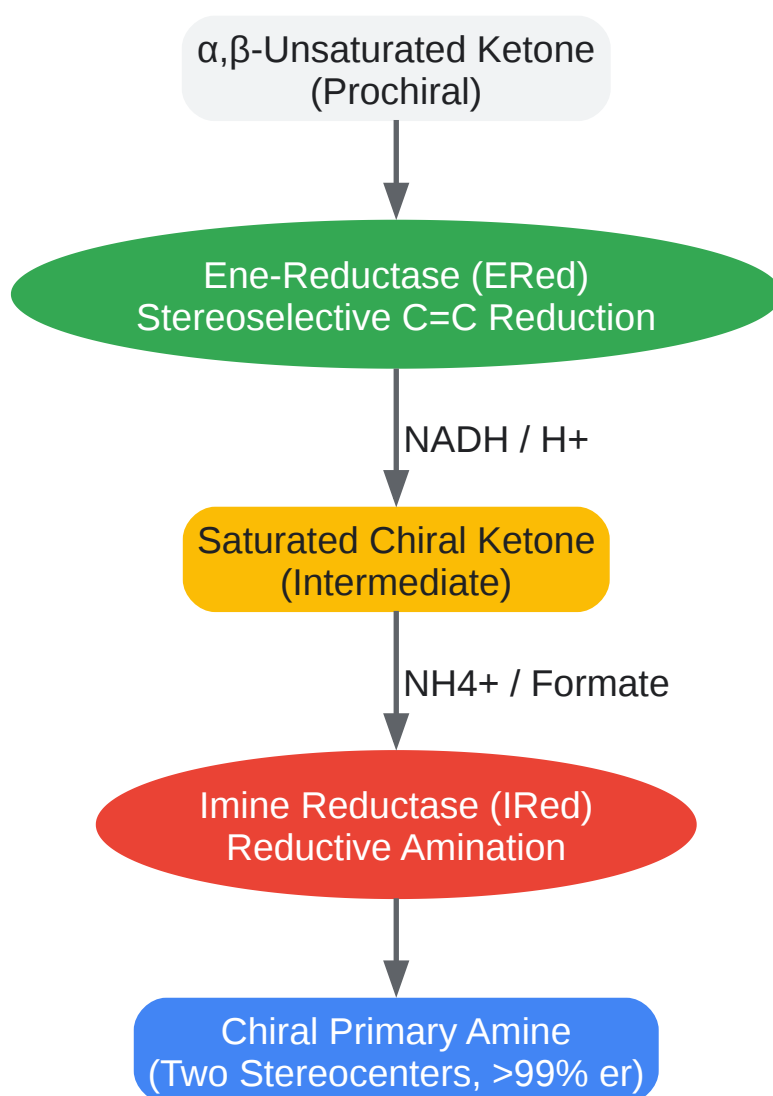 α,β-Unsaturated Ketone
(Prochiral)
Ene-Reductase (ERed)
Stereoselective C=C Reduction
NADH / H+
Saturated Chiral Ketone
(Intermediate)
NH4+ / Formate
Imine Reductase (IRed)
Reductive Amination
Chiral Primary Amine
(Two Stereocenters, >99% er)